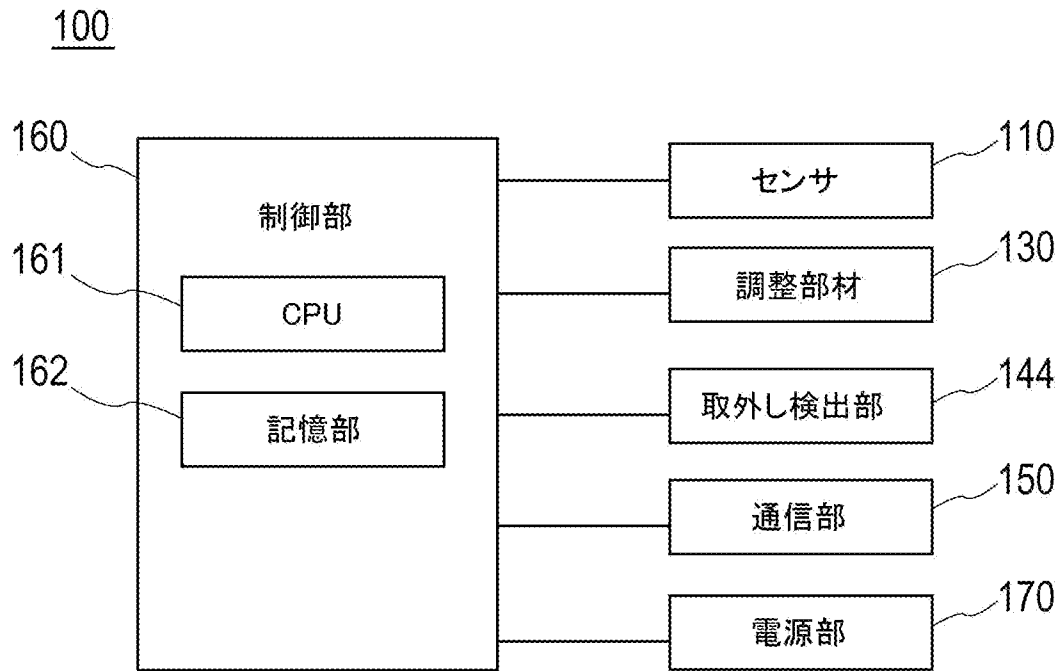 100
160
制御部
161
CPU
162
記憶部
センサ
110
調整部材
130
取外し検出部
144
通信部
150
電源部
170